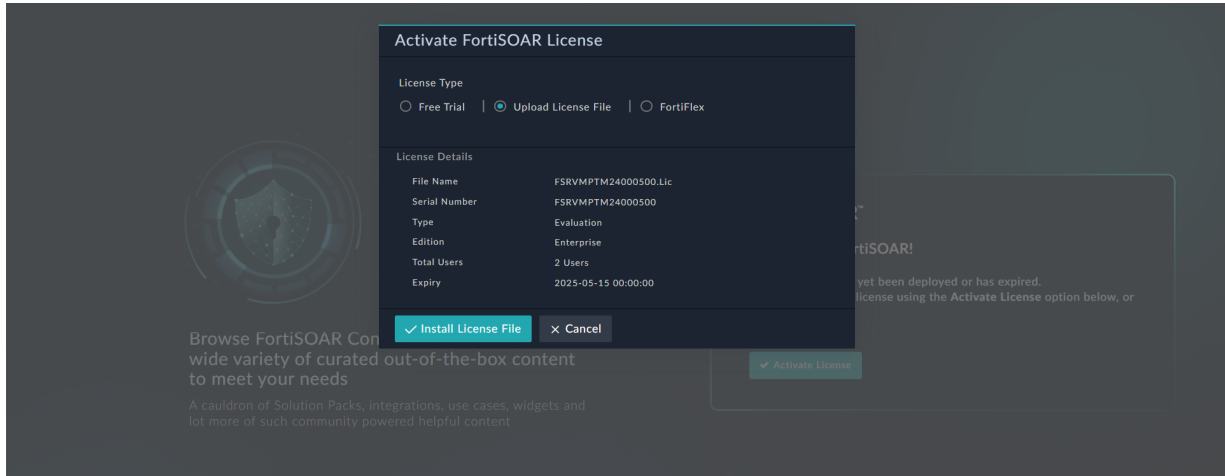 Activate FortiSOAR License
License Type
Free Trial | Upload License File | FortiFlex
License Details
File Name FSRVMPTM24000500.Lic
Serial Number FSRVMPTM24000500
Type Evaluation
Edition Enterprise
Total Users 2 Users
Expiry 2025-05-15 00:00:00
Install License File Cancel
Browse FortiSOAR Con
wide variety of curated out-of-the-box content
to meet your needs
A cauldron of Solution Packs, integrations, use cases, widgets and
lot more of such community powered helpful content
rtiSOAR!
yet been deployed or has expired.
license using the Activate License option below, or
Activate License